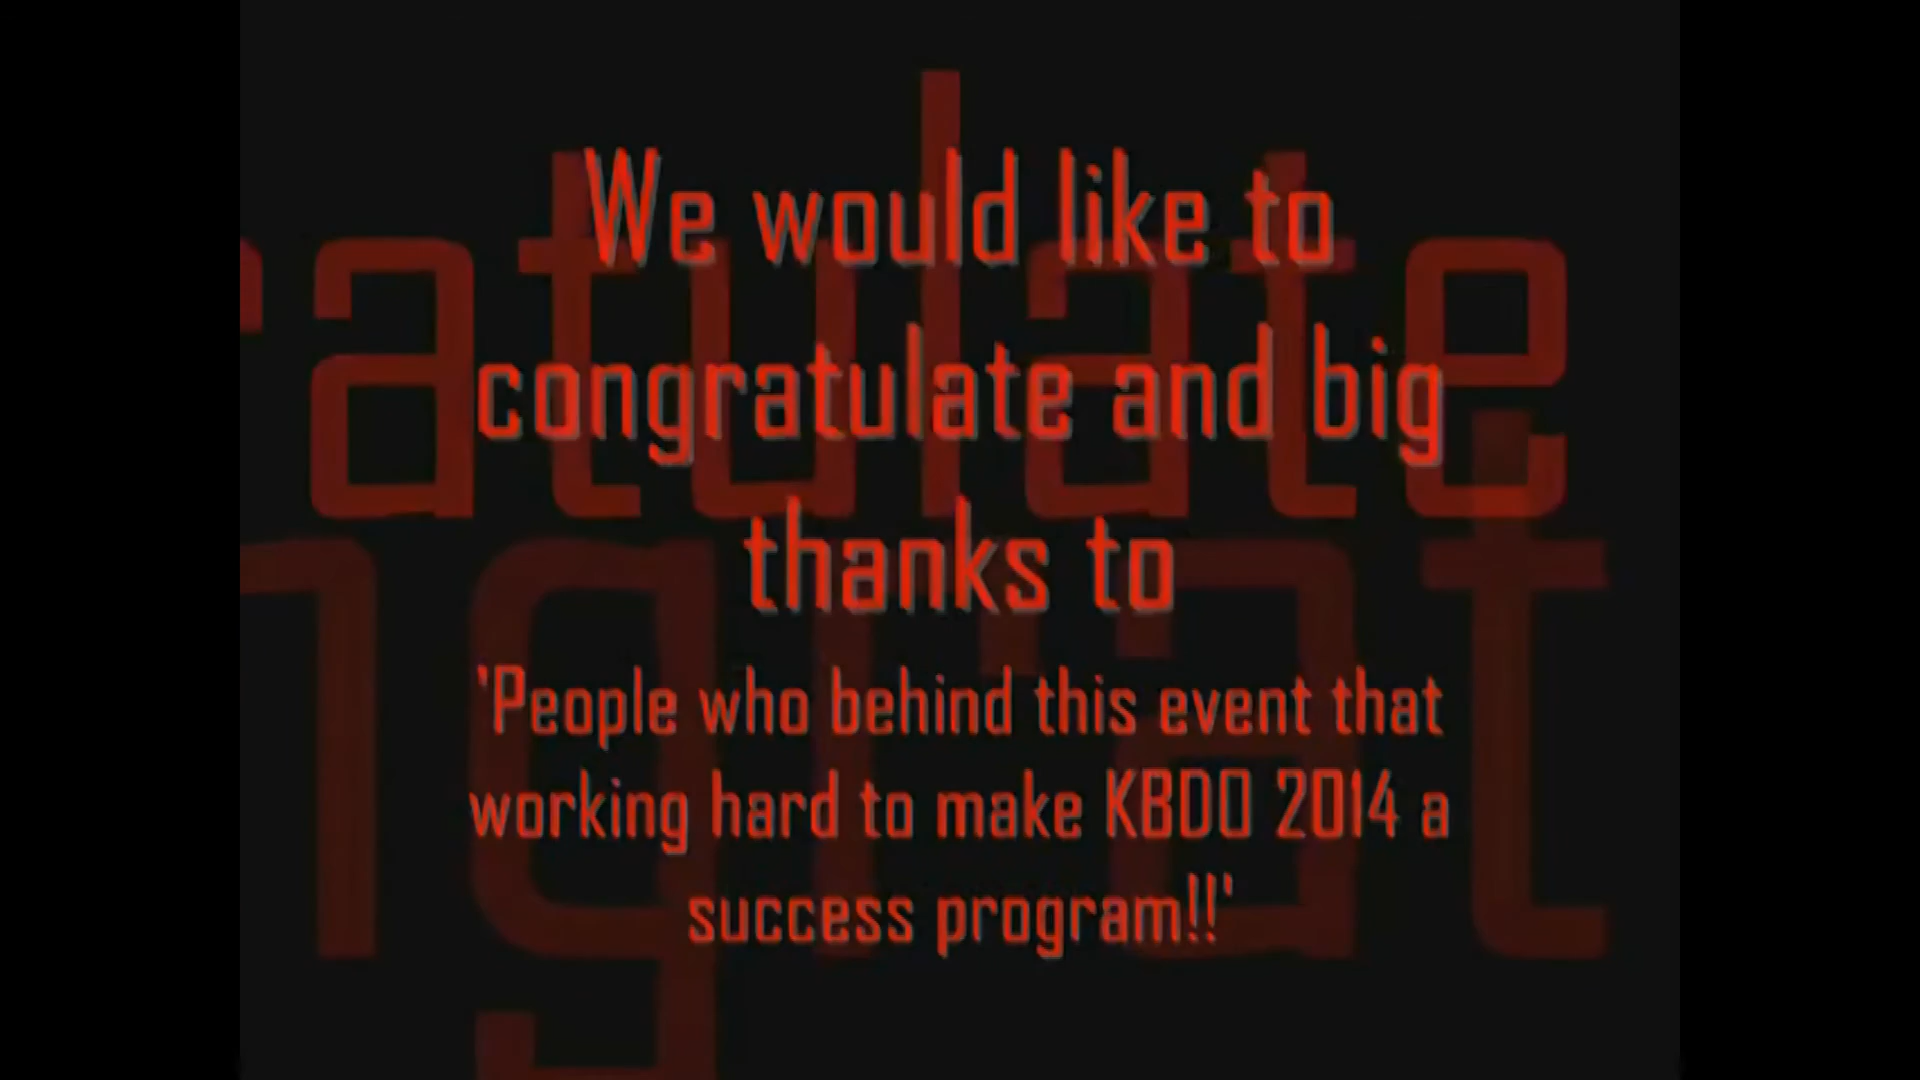 We would like to
congratulate and big
thanks to
'People who behind this event that
working hard to make KBDO 2014 a
success program!!'